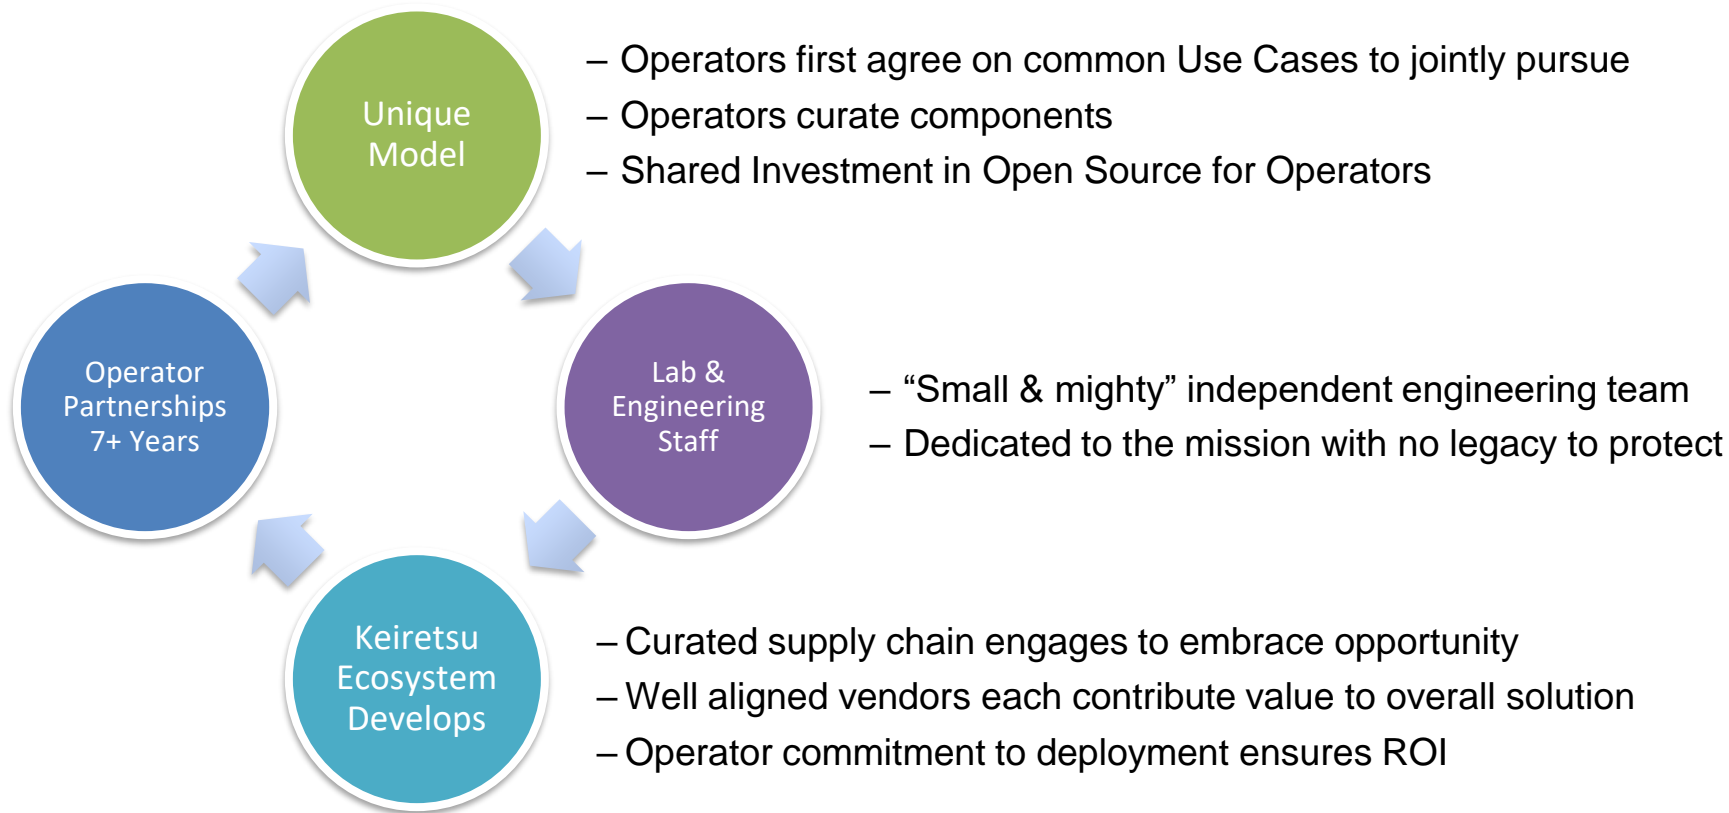 Unique
Model
– Operators first agree on common Use Cases to jointly pursue
– Operators curate components
– Shared Investment in Open Source for Operators
Operator
Partnerships
7+ Years
Lab &
Engineering
Staff
– “Small & mighty” independent engineering team
– Dedicated to the mission with no legacy to protect
Keiretsu
Ecosystem
Develops
– Curated supply chain engages to embrace opportunity
– Well aligned vendors each contribute value to overall solution
– Operator commitment to deployment ensures ROI